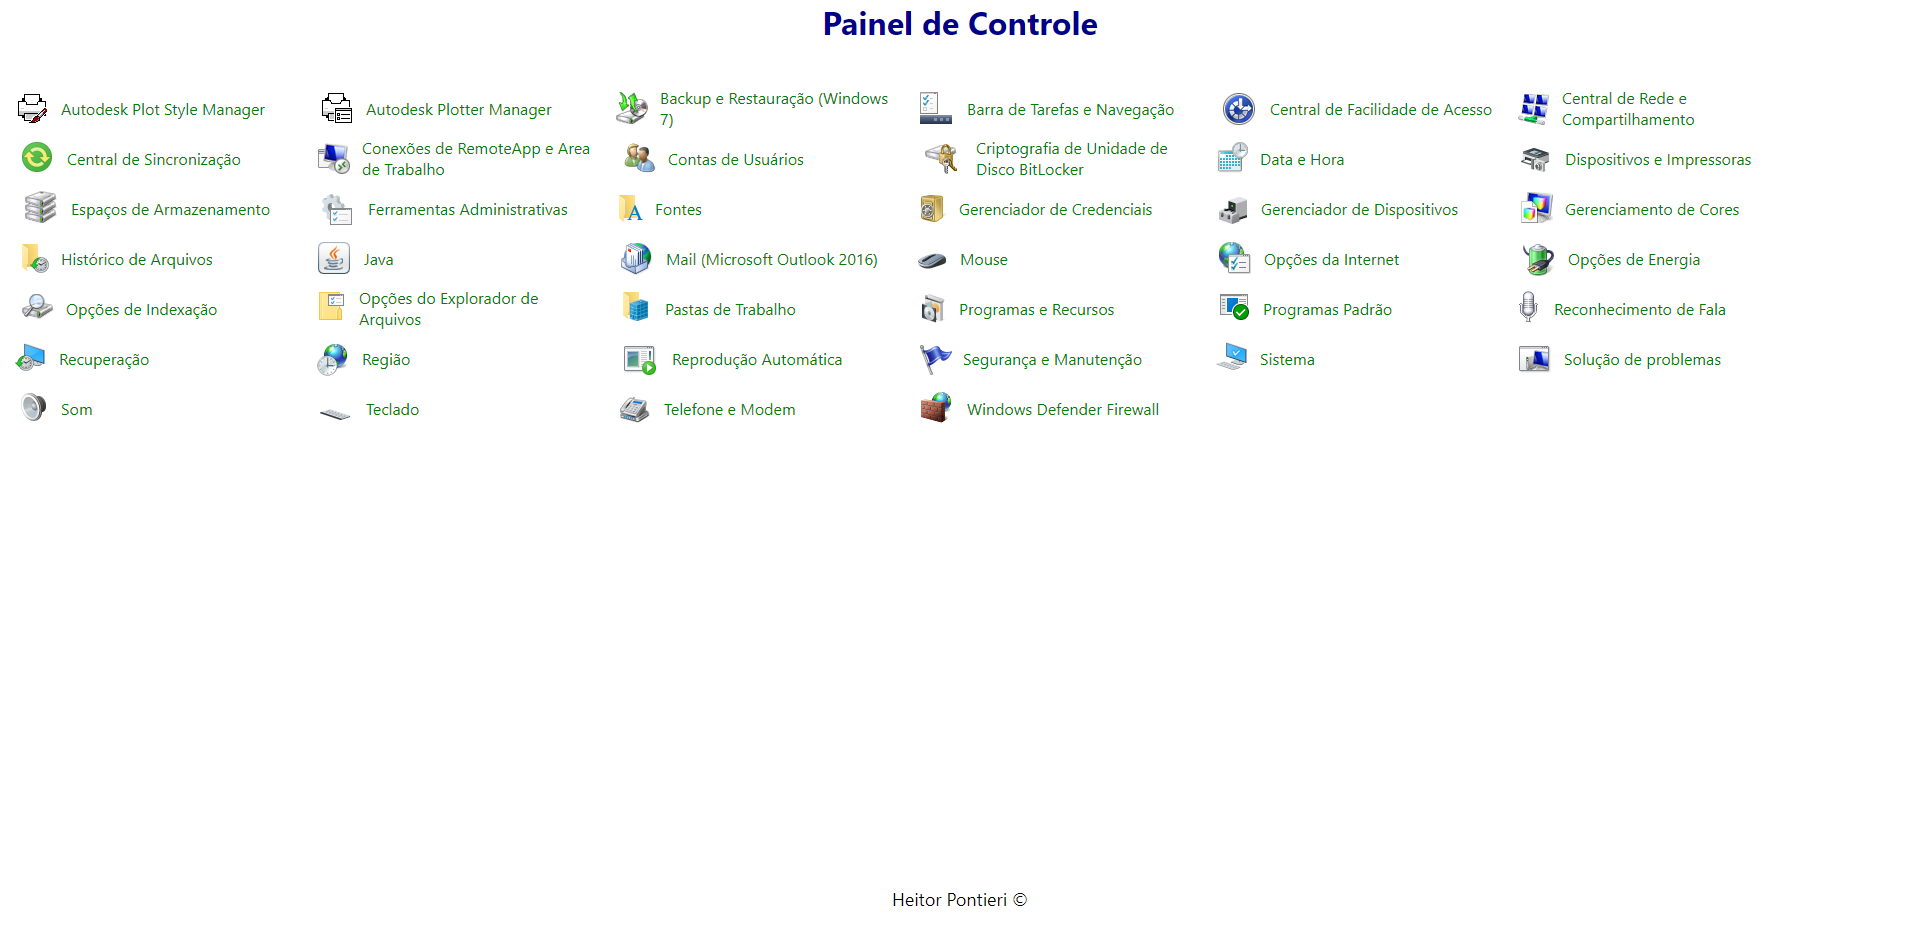 Painel de Controle
Autodesk Plot Style Manager
Autodesk Plotter Manager
Backup e Restauração (Windows
7)
Barra de Tarefas e Navegação
Central de Facilidade de Acesso
Central de Rede e
Compartilhamento
Central de Sincronização
Conexões de RemoteApp e Area
de Trabalho
Contas de Usuários
Criptografia de Unidade de
Disco BitLocker
Data e Hora
Dispositivos e Impressoras
Espaços de Armazenamento
Ferramentas Administrativas
Fontes
Gerenciador de Credenciais
Gerenciador de Dispositivos
Gerenciamento de Cores
Histórico de Arquivos
Java
Mail (Microsoft Outlook 2016)
Mouse
Opções da Internet
Opções de Energia
Opções de Indexação
Opções do Explorador de
Arquivos
Pastas de Trabalho
Programas e Recursos
Programas Padrão
Reconhecimento de Fala
Recuperação
Região
Reprodução Automática
Segurança e Manutenção
Sistema
Solução de problemas
Som
Teclado
Telefone e Modem
Windows Defender Firewall
Heitor Pontieri ©